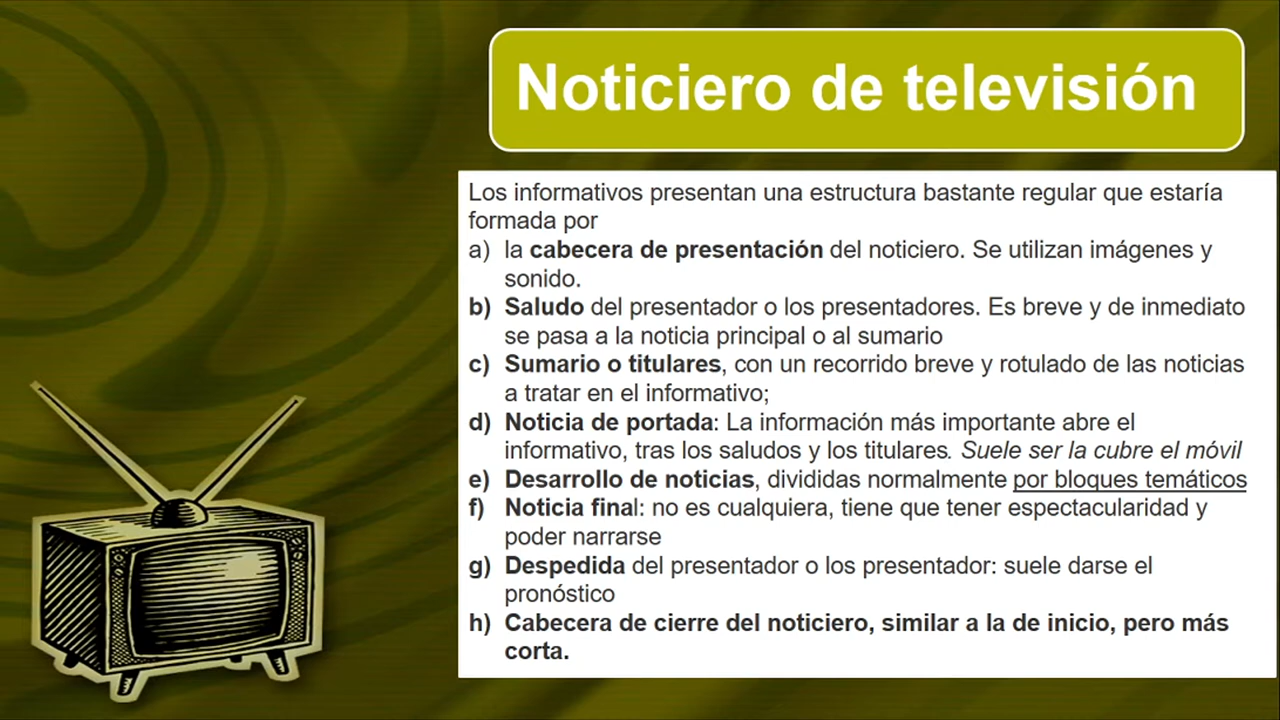 Noticiero de televisión
Los informativos presentan una estructura bastante regular que estaría
formada por
a) la cabecera de presentación del noticiero. Se utilizan imágenes y
sonido.
b) Saludo del presentador o los presentadores. Es breve y de inmediato
se pasa a la noticia principal o al sumario
c) Sumario o titulares, con un recorrido breve y rotulado de las noticias
a tratar en el informativo;
d) Noticia de portada: La información más importante abre el
informativo, tras los saludos y los titulares. Suele ser la cubre el móvil
e) Desarrollo de noticias, divididas normalmente por bloques temáticos
f) Noticia final: no es cualquiera, tiene que tener espectacularidad y
poder narrarse
g) Despedida del presentador o los presentador: suele darse el
pronóstico
h) Cabecera de cierre del noticiero, similar a la de inicio, pero más
corta.